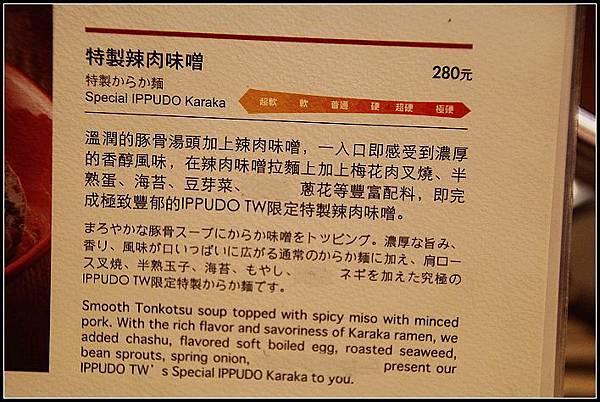 特製辣肉味噌
280元
特製からか麺
Special IPPUDO Karaka
超軟 軟 普通 硬 超硬 極硬
溫潤的豚骨湯頭加上辣肉味噌，一入口即感受到濃厚
的香醇風味，在辣肉味噌拉麵上加上梅花肉叉燒、半
熟蛋、海苔、豆芽菜、 蔥花等豐富配料，即完
成極致豐郁的IPPUDO TW限定特製辣肉味噌。
まろやかな豚骨スープにからか味噌をトッピング。濃厚な旨み、
香り、風味が口いっぱいに広がる通常のからか麺に加え、肩ロー
ス叉焼、半熟玉子、海苔、もやし、 ネギを加えた究極の
IPPUDO TW限定特製からか麺です。
Smooth Tonkotsu soup topped with spicy miso with minced
pork. With the rich flavor and savoriness of Karaka ramen, we
added chashu, flavored soft boiled egg, roasted seaweed,
bean sprouts, spring onion, present our
IPPUDO TW's Special IPPUDO Karaka to you.